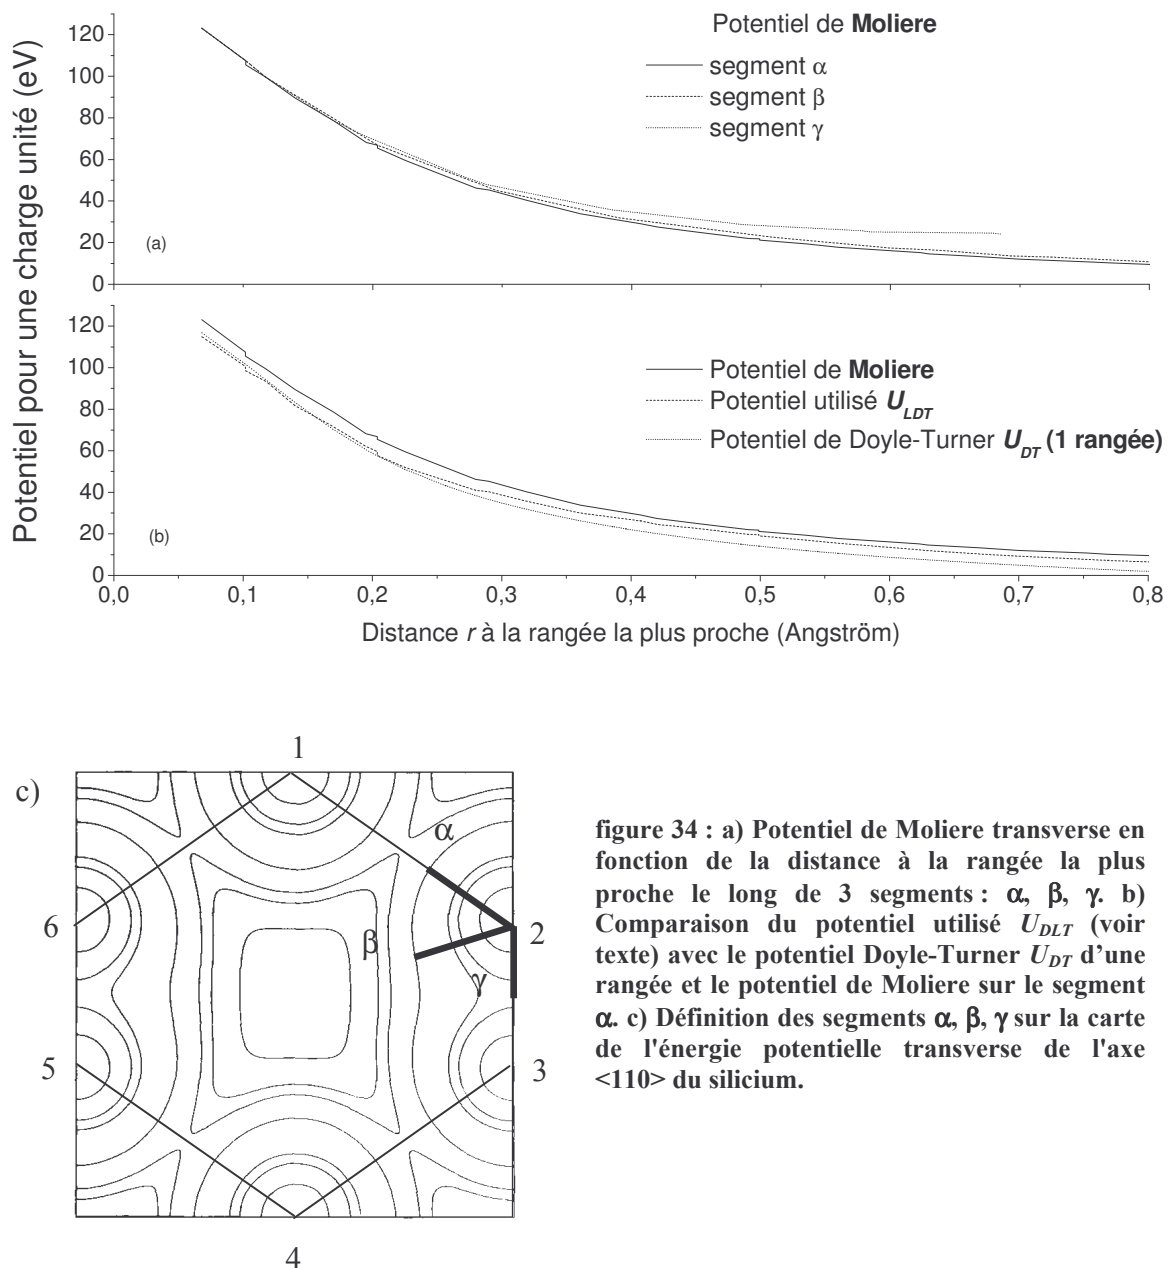 Potentiel pour une charge unité (eV)
120
100
80
60
40
20
0
(a)
Potentiel de Moliere
segment α
segment β
segment γ
120
100
80
60
40
20
0
(b)
Potentiel de Moliere
Potentiel utilisé U_LDT
Potentiel de Doyle-Turner U_DT (1 rangée)
0,0 0,1 0,2 0,3 0,4 0,5 0,6 0,7 0,8
Distance r à la rangée la plus proche (Angström)
c)
1
α
6
β
2
γ
5
3
4
figure 34 : a) Potentiel de Moliere transverse en
fonction de la distance à la rangée la plus
proche le long de 3 segments : α, β, γ. b)
Comparaison du potentiel utilisé U_DLT (voir
texte) avec le potentiel Doyle-Turner U_DT d’une
rangée et le potentiel de Moliere sur le segment
α. c) Définition des segments α, β, γ sur la carte
de l'énergie potentielle transverse de l'axe
<110> du silicium.